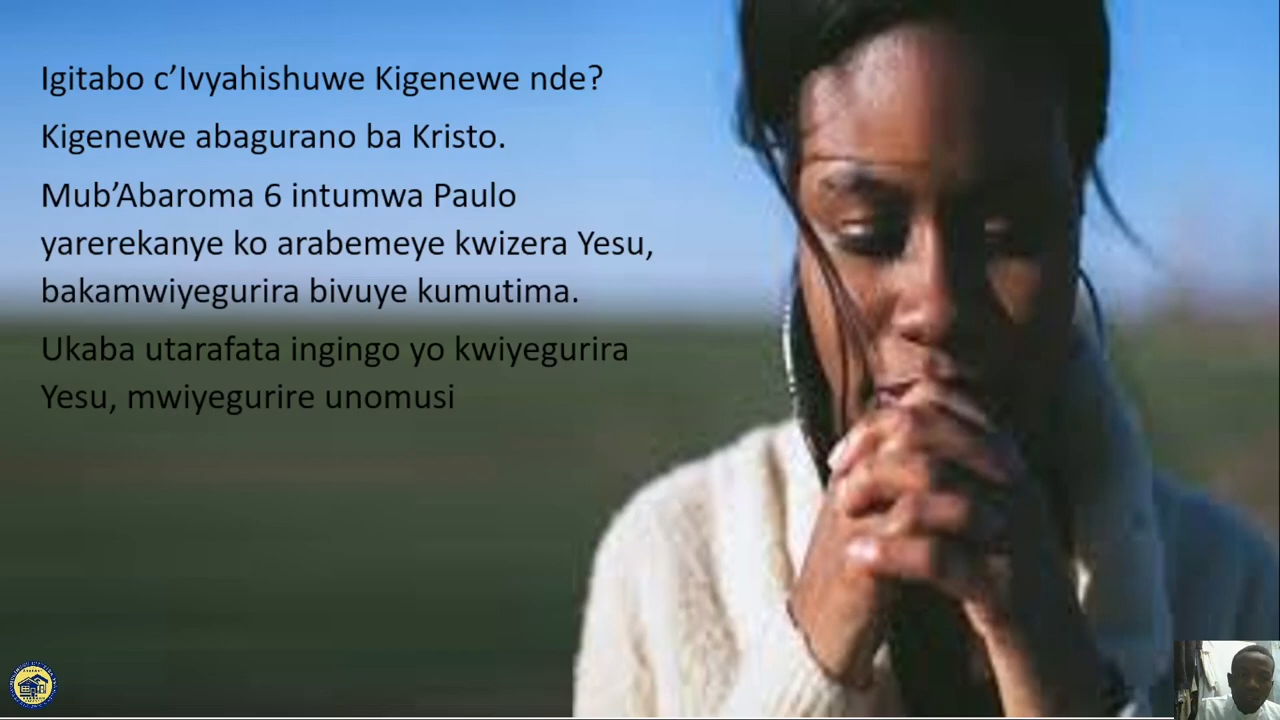 Igitabo c’Ivyahishuwe Kigenewe nde?
Kigenewe abagurano ba Kristo.
Mub’Abaroma 6 intumwa Paulo
yarerekanye ko arabemeye kwizera Yesu,
bakamwiyegurira bivuye kumutima.
Ukaba utarafata ingingo yo kwiyegurira
Yesu, mwiyegurire unomusi